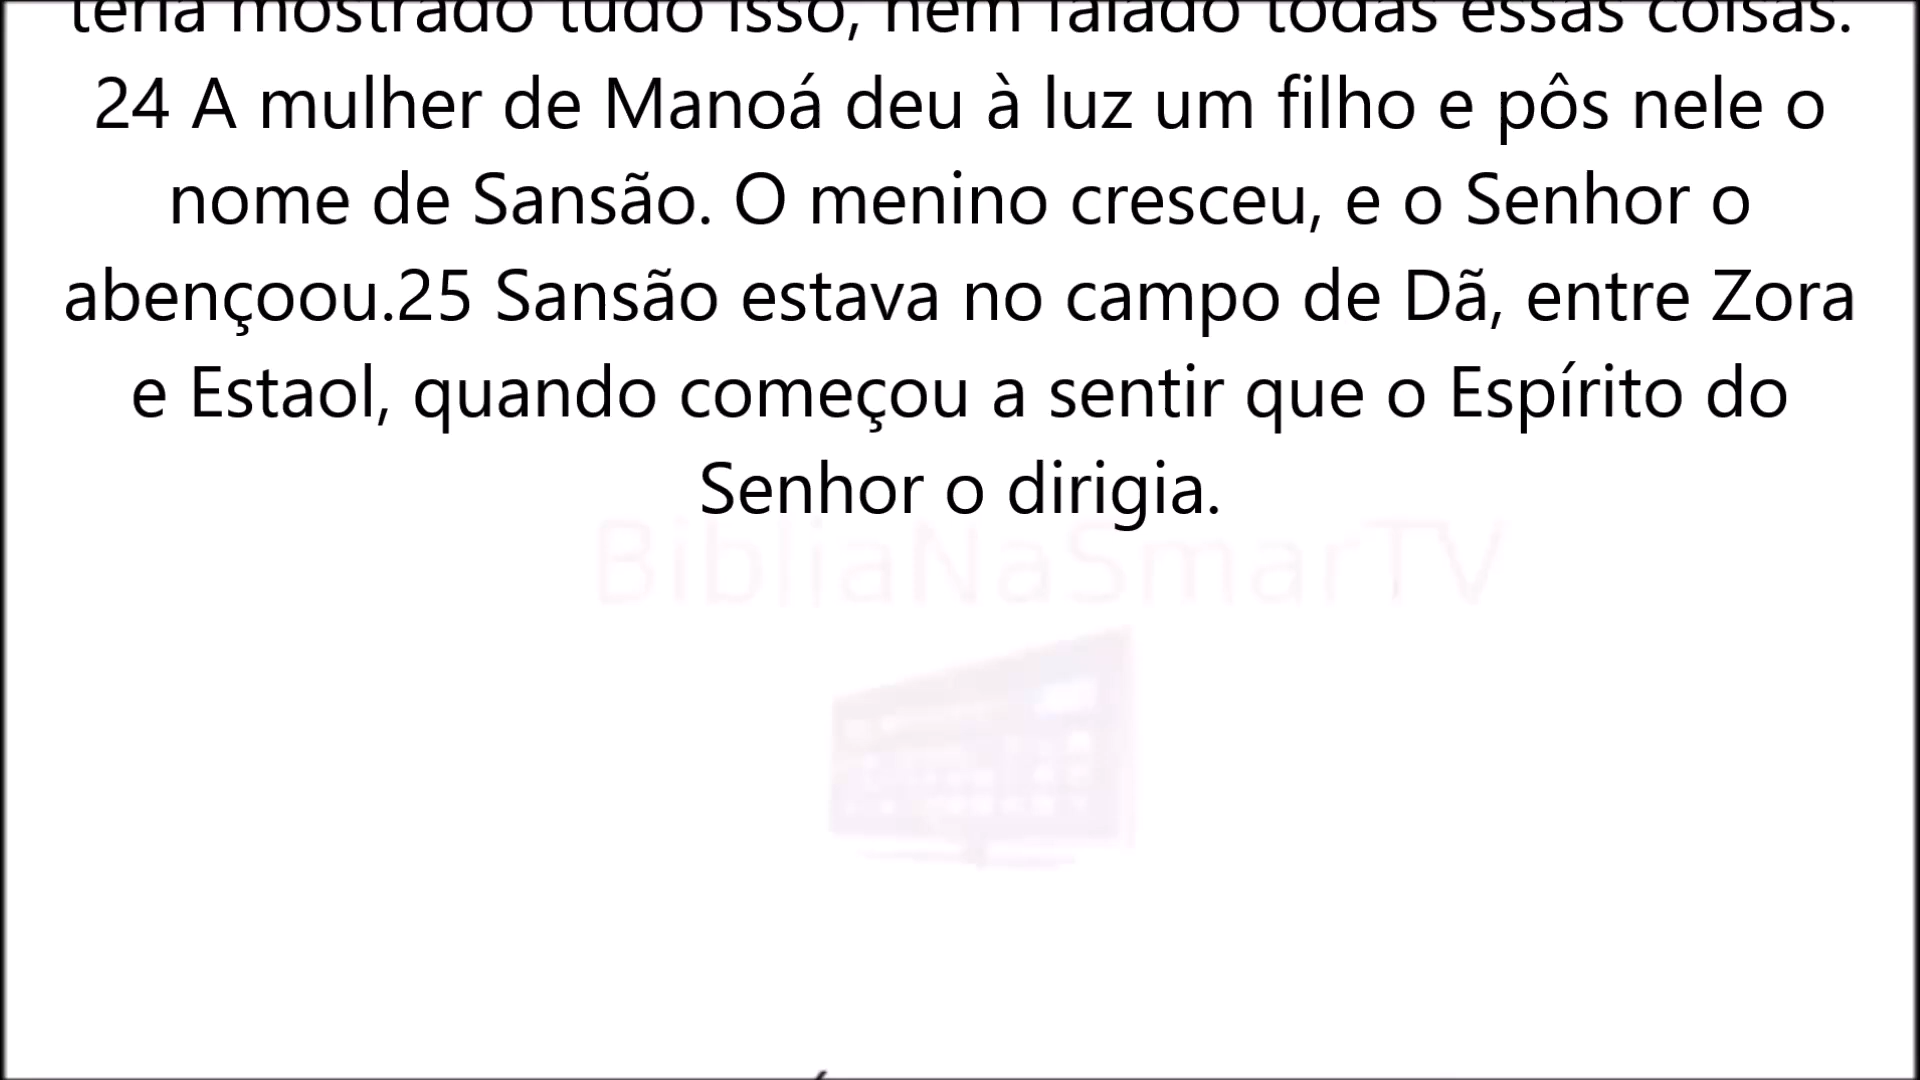 teria mostrado tudo isso, nem falado todas essas coisas.
24 A mulher de Manoá deu à luz um filho e pôs nele o
nome de Sansão. O menino cresceu, e o Senhor o
abençoou.25 Sansão estava no campo de Dã, entre Zora
e Estaol, quando começou a sentir que o Espírito do
Senhor o dirigia.
BibliaNaSmarTV